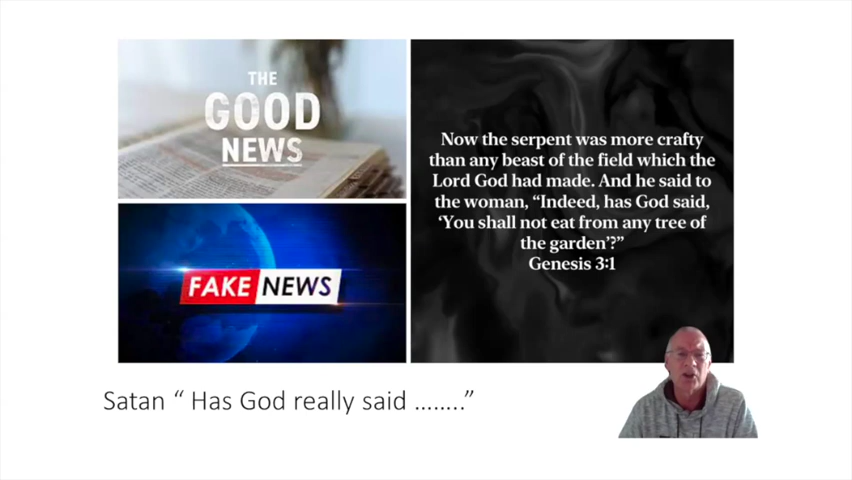 THE
GOOD
NEWS
FAKE NEWS
Now the serpent was more crafty
than any beast of the field which the
Lord God had made. And he said to
the woman, “Indeed, has God said,
‘You shall not eat from any tree of
the garden’?”
Genesis 3:1
Satan “ Has God really said ……..”